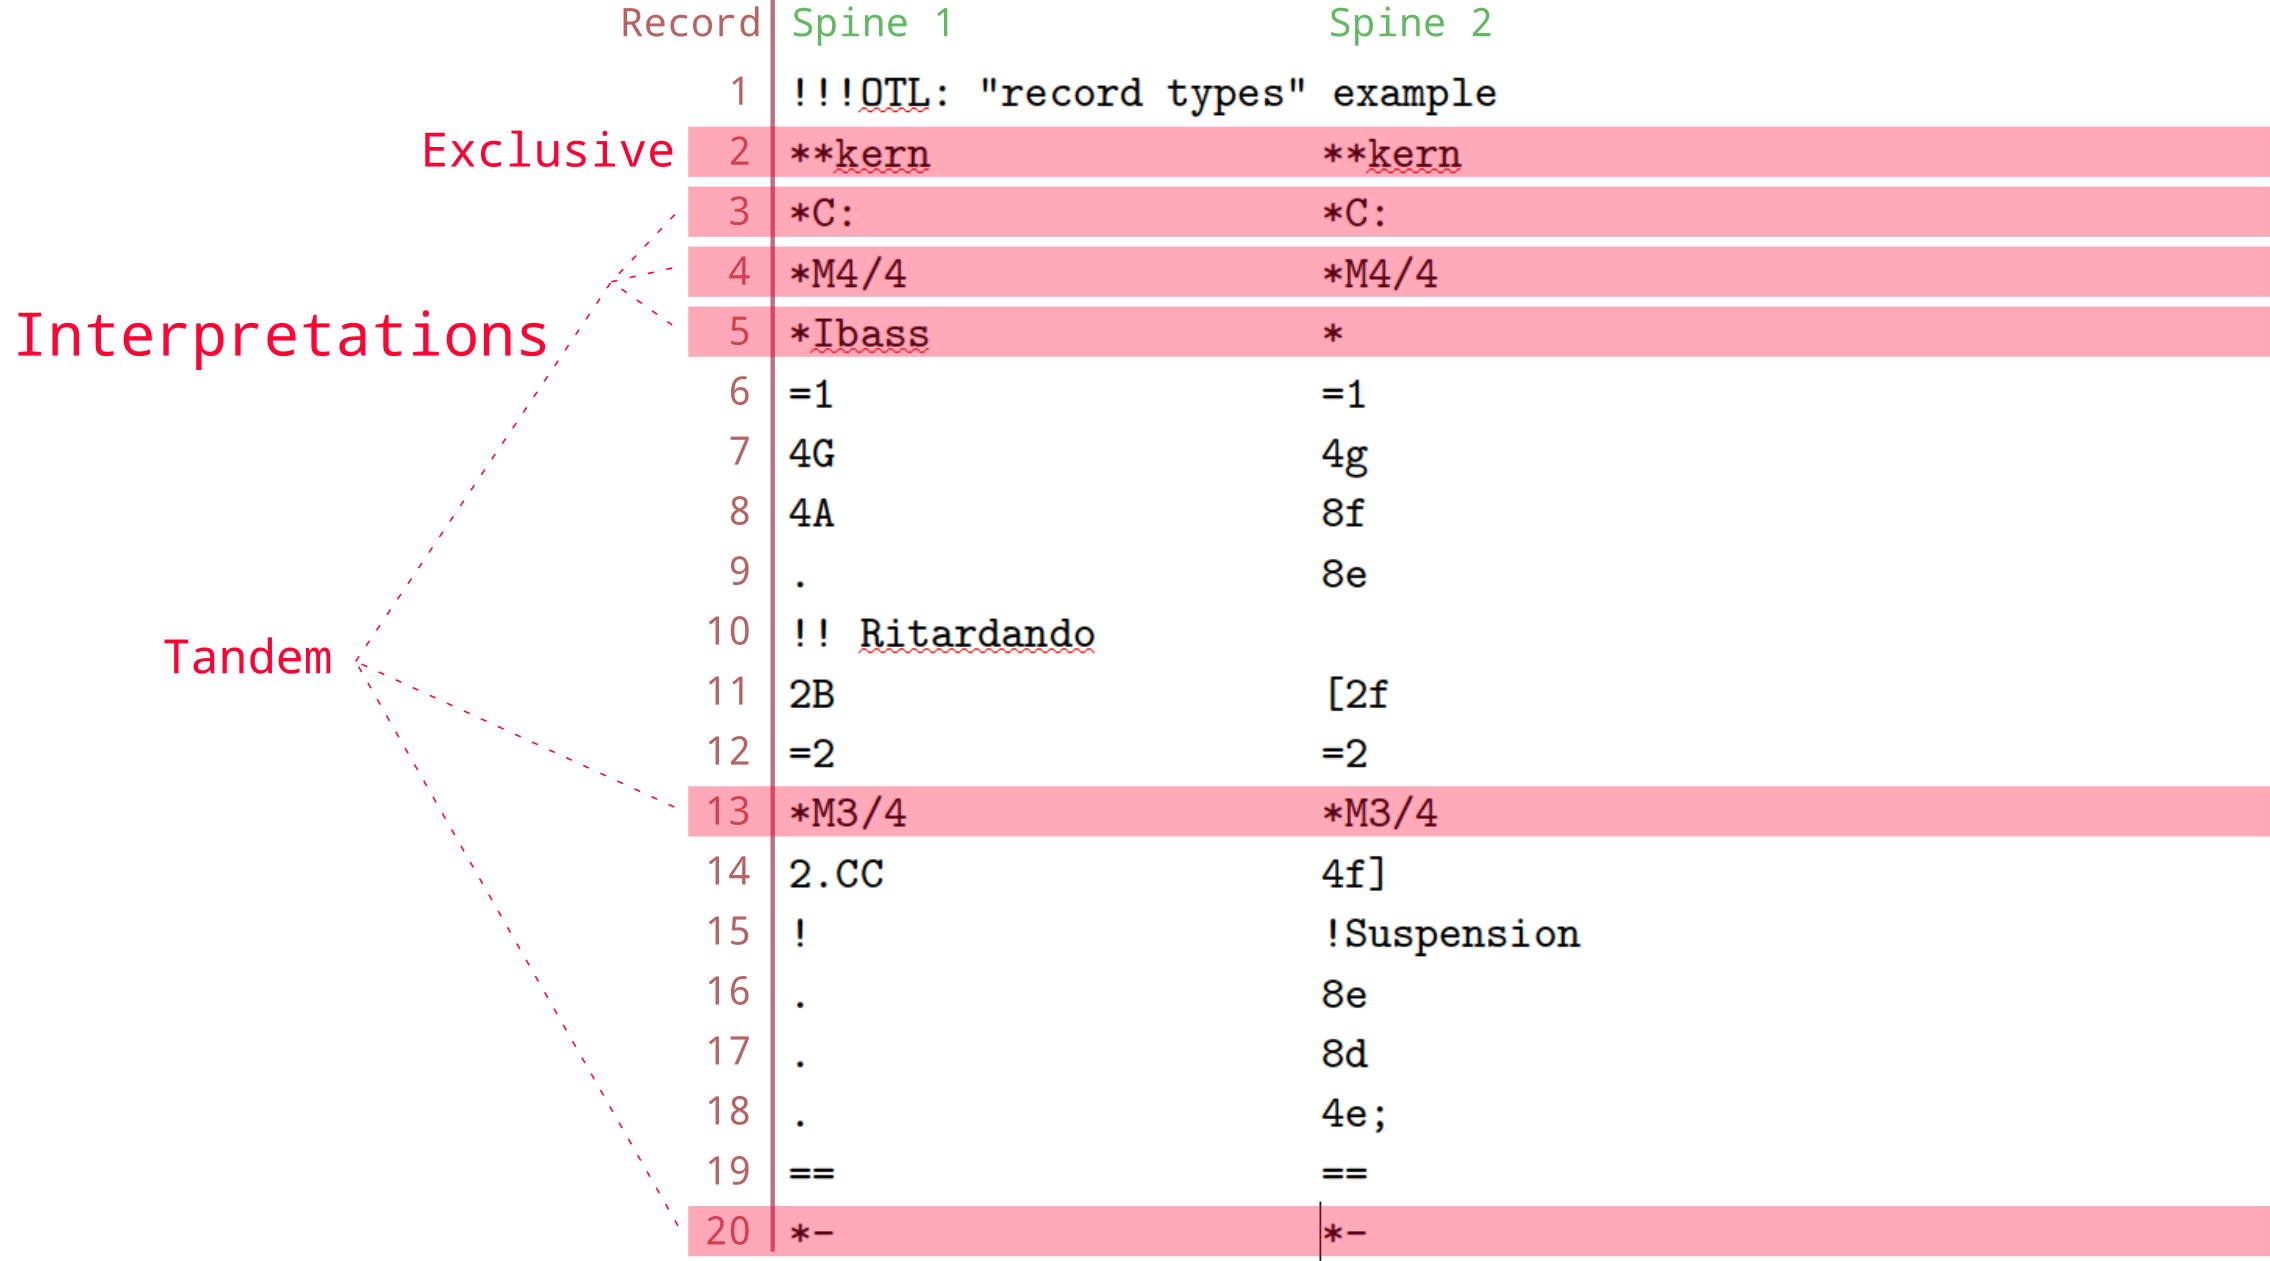 Record Spine 1 Spine 2
1 !!!OTL: "record types" example
Exclusive 2 **kern **kern
3 *C: *C:
4 *M4/4 *M4/4
Interpretations 5 *Ibass *
6 =1 =1
7 4G 4g
8 4A 8f
9 . 8e
10 !! Ritardando
Tandem 11 2B [2f
12 =2 =2
13 *M3/4 *M3/4
14 2.CC 4f]
15 ! !Suspension
16 . 8e
17 . 8d
18 . 4e;
19 == ==
20 *- *-